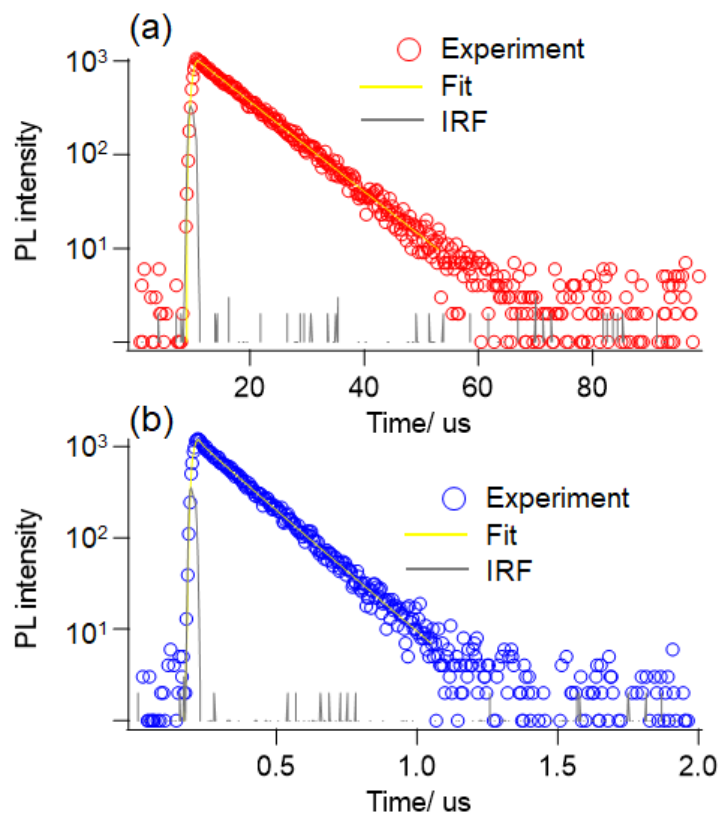 (a)
Experiment
Fit
IRF
PL intensity
10³
10²
10¹
20 40 60 80
Time/ us
(b)
Experiment
Fit
IRF
PL intensity
10³
10²
10¹
0.5 1.0 1.5 2.0
Time/ us